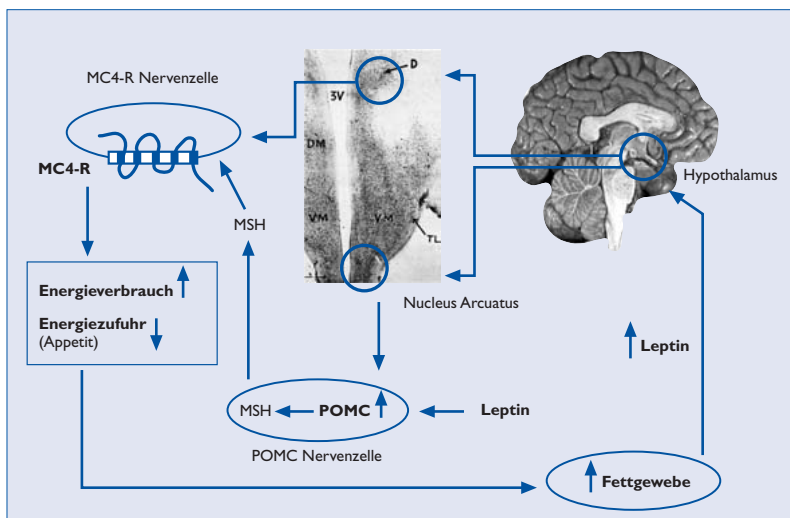 MC4-R Nervenzelle
MC4-R
MSH
Energieverbrauch
Energiezufuhr
(Appetit)
D
3V
DM
VM
VM
TL
Nucleus Arcuatus
Hypothalamus
Leptin
MSH
POMC
Leptin
POMC Nervenzelle
Fettgewebe